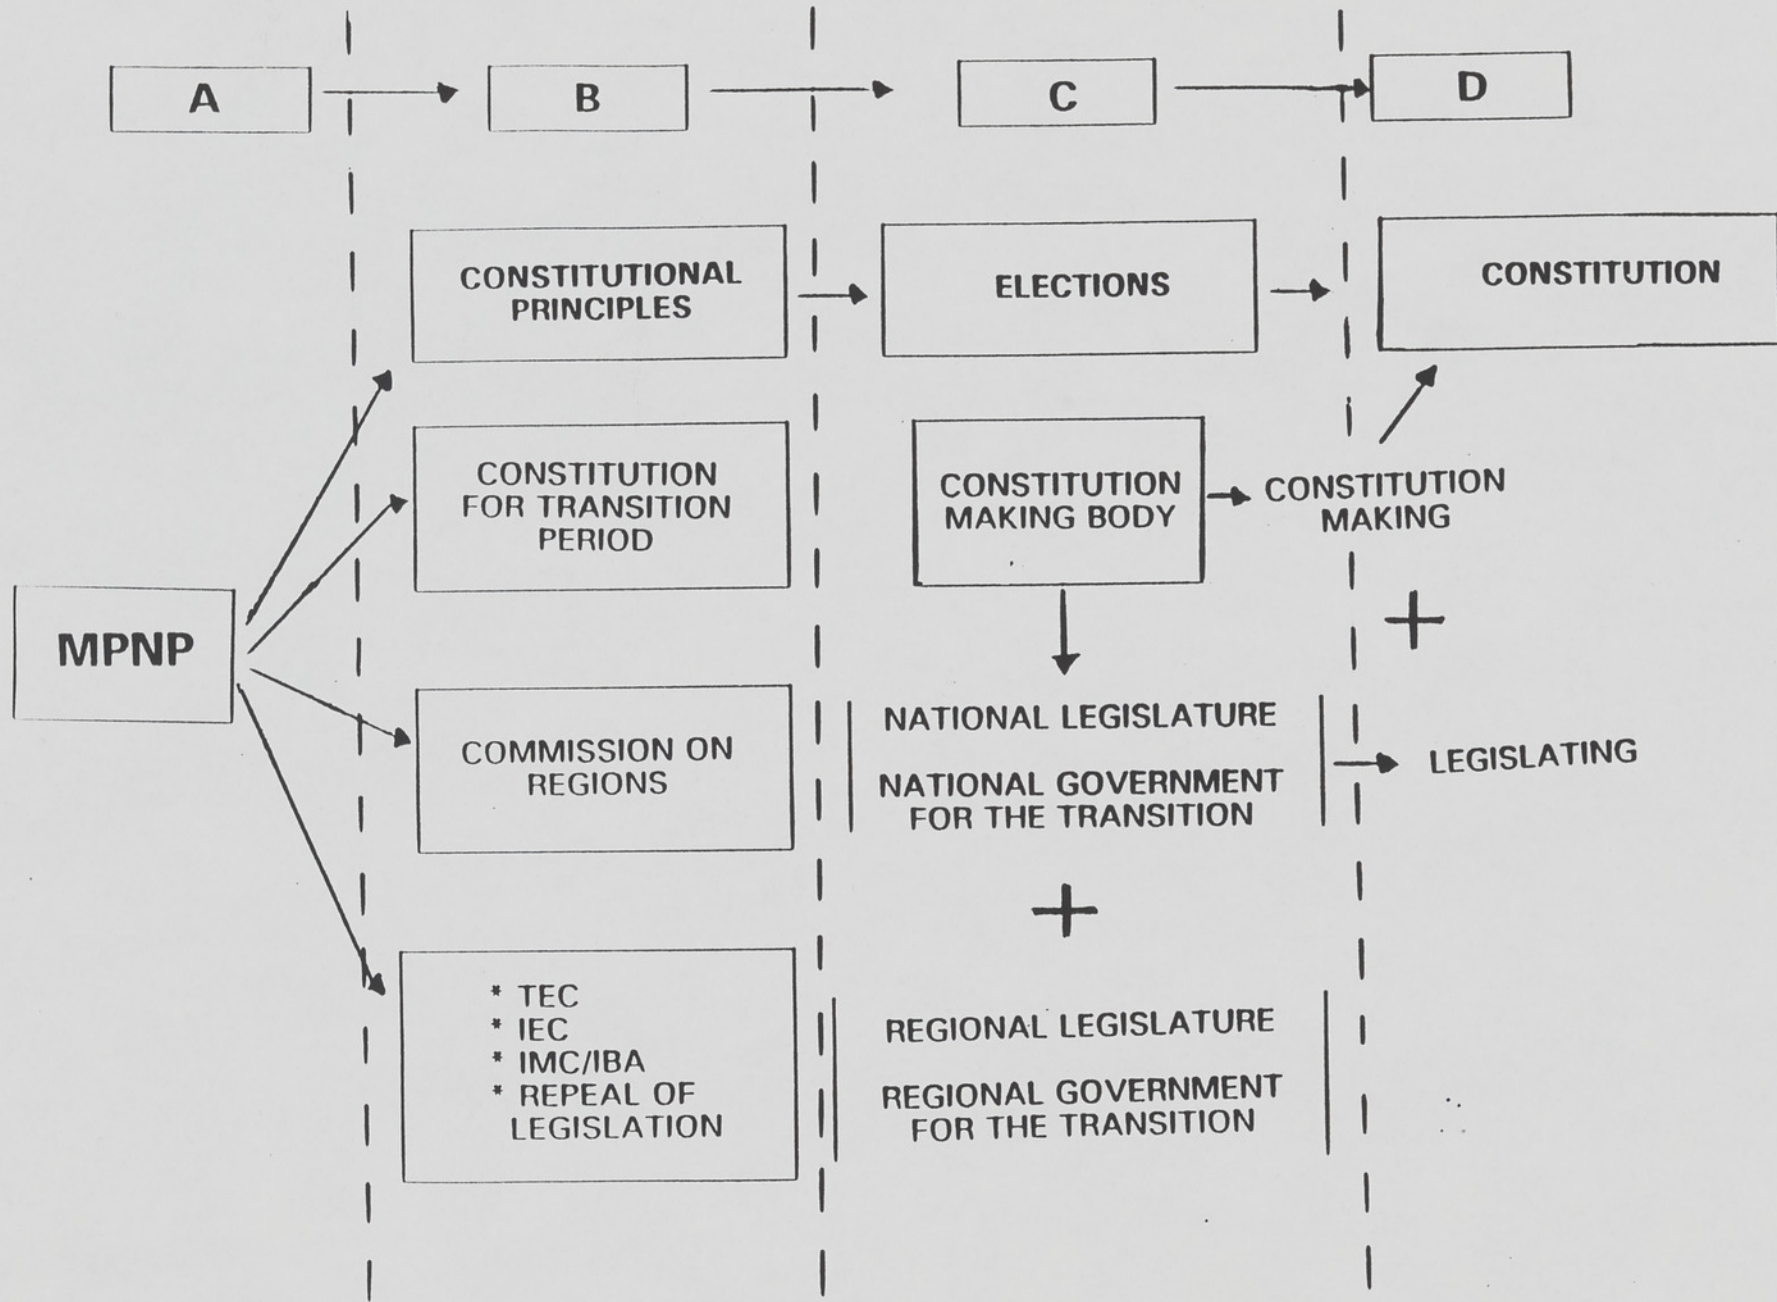 A
B
C
D
CONSTITUTIONAL
PRINCIPLES
ELECTIONS
CONSTITUTION
CONSTITUTION
FOR TRANSITION
PERIOD
CONSTITUTION
MAKING BODY
CONSTITUTION
MAKING
+
MPNP
COMMISSION ON
REGIONS
NATIONAL LEGISLATURE
NATIONAL GOVERNMENT
FOR THE TRANSITION
LEGISLATING
+
* TEC
* IEC
* IMC/IBA
* REPEAL OF
LEGISLATION
REGIONAL LEGISLATURE
REGIONAL GOVERNMENT
FOR THE TRANSITION